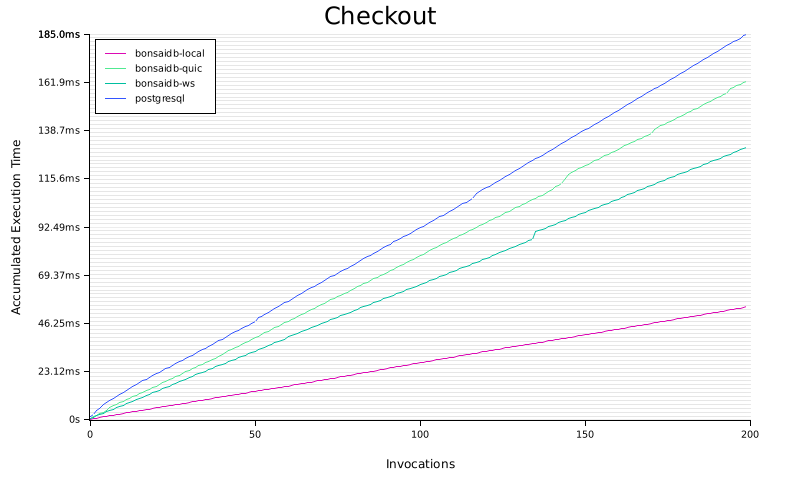 Checkout
185.0ms
161.9ms
138.7ms
115.6ms
92.49ms
69.37ms
46.25ms
23.12ms
0s
bonsaidb-local
bonsaidb-quic
bonsaidb-ws
postgresql
Accumulated Execution Time
0
50
100
150
200
Invocations